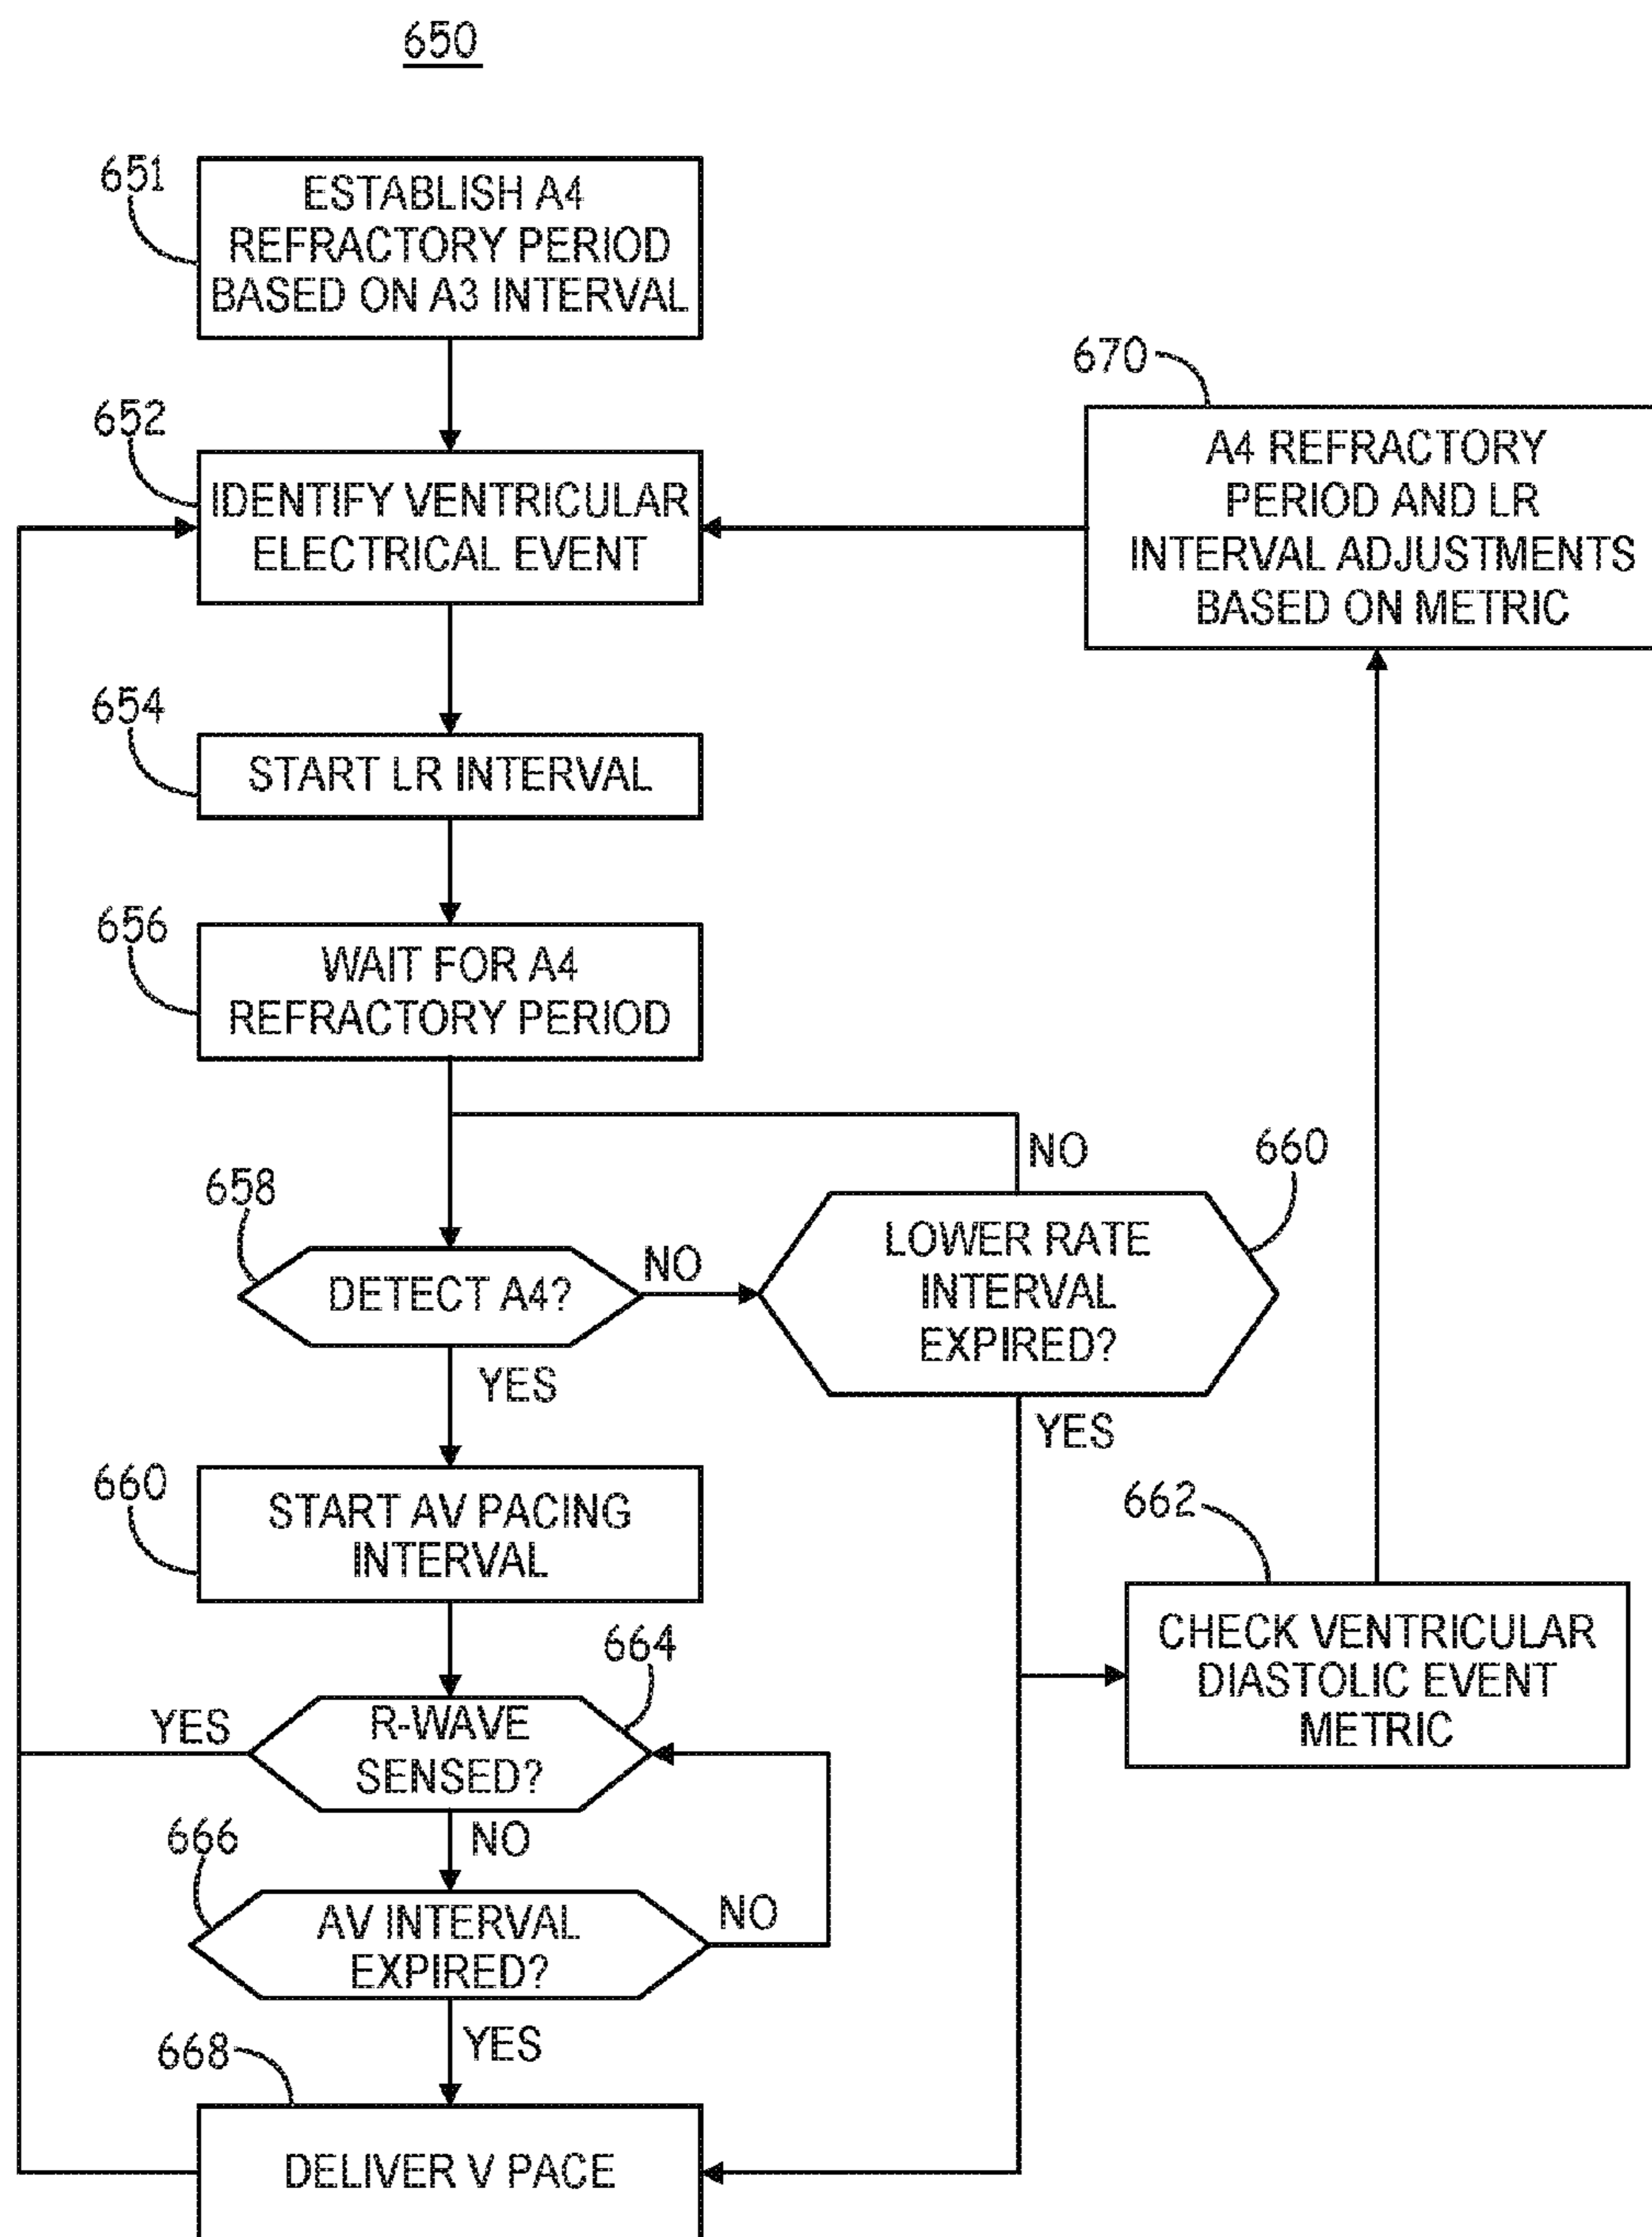 650
651
ESTABLISH A4
REFRACTORY PERIOD
BASED ON A3 INTERVAL
670
652
IDENTIFY VENTRICULAR
ELECTRICAL EVENT
A4 REFRACTORY
PERIOD AND LR
INTERVAL ADJUSTMENTS
BASED ON METRIC
654
START LR INTERVAL
656
WAIT FOR A4
REFRACTORY PERIOD
NO
660
658
DETECT A4?
NO
LOWER RATE
INTERVAL
EXPIRED?
YES
YES
660
START AV PACING
INTERVAL
662
CHECK VENTRICULAR
DIASTOLIC EVENT
METRIC
664
YES
R-WAVE
SENSED?
NO
666
AV INTERVAL
EXPIRED?
NO
YES
668
DELIVER V PACE